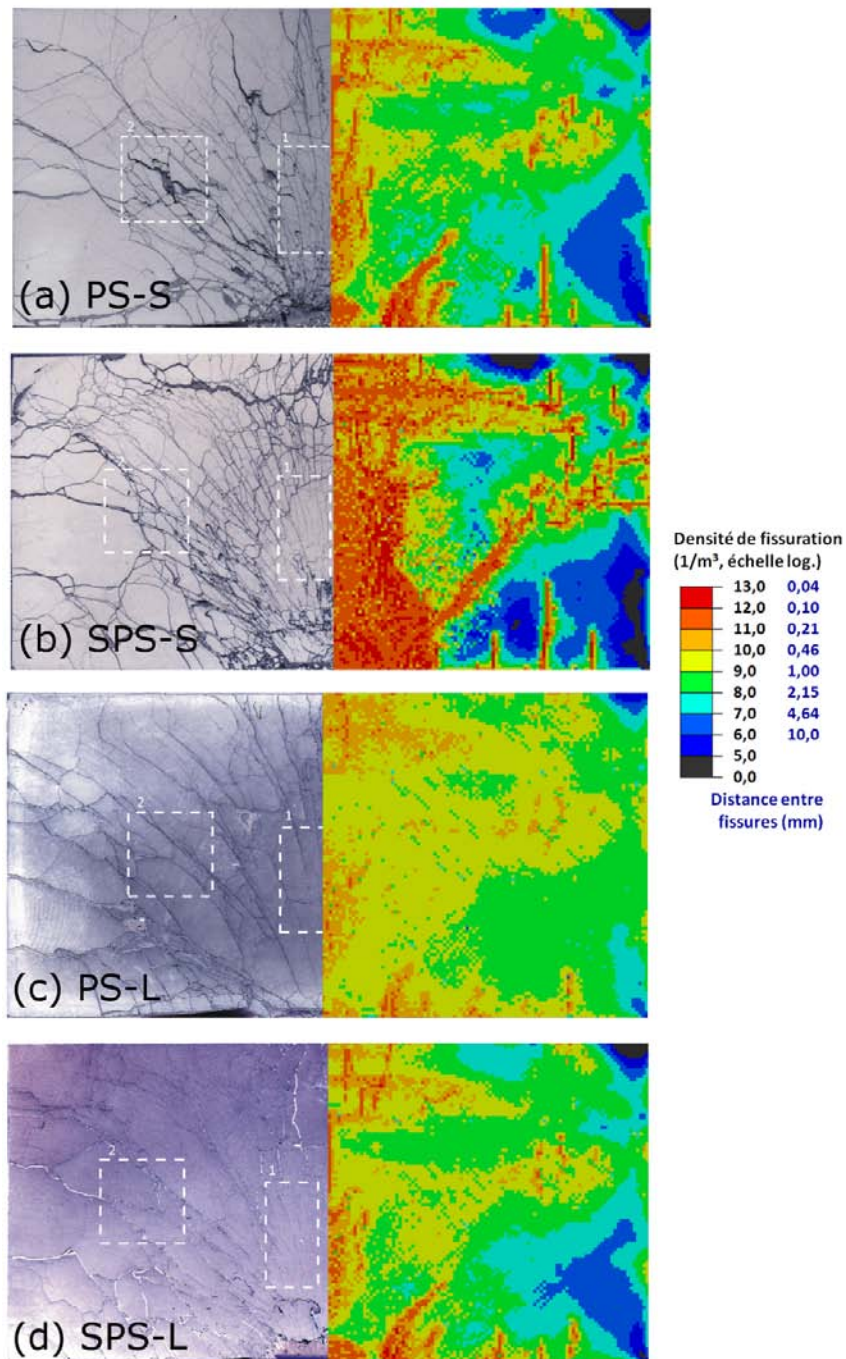 2
1
(a) PS-S
2
1
(b) SPS-S
Densité de fissuration
(1/m³, échelle log.)
13,0 0,04
12,0 0,10
11,0 0,21
10,0 0,46
9,0 1,00
8,0 2,15
7,0 4,64
6,0 10,0
5,0
0,0
Distance entre
fissures (mm)
2
1
(c) PS-L
2
1
(d) SPS-L